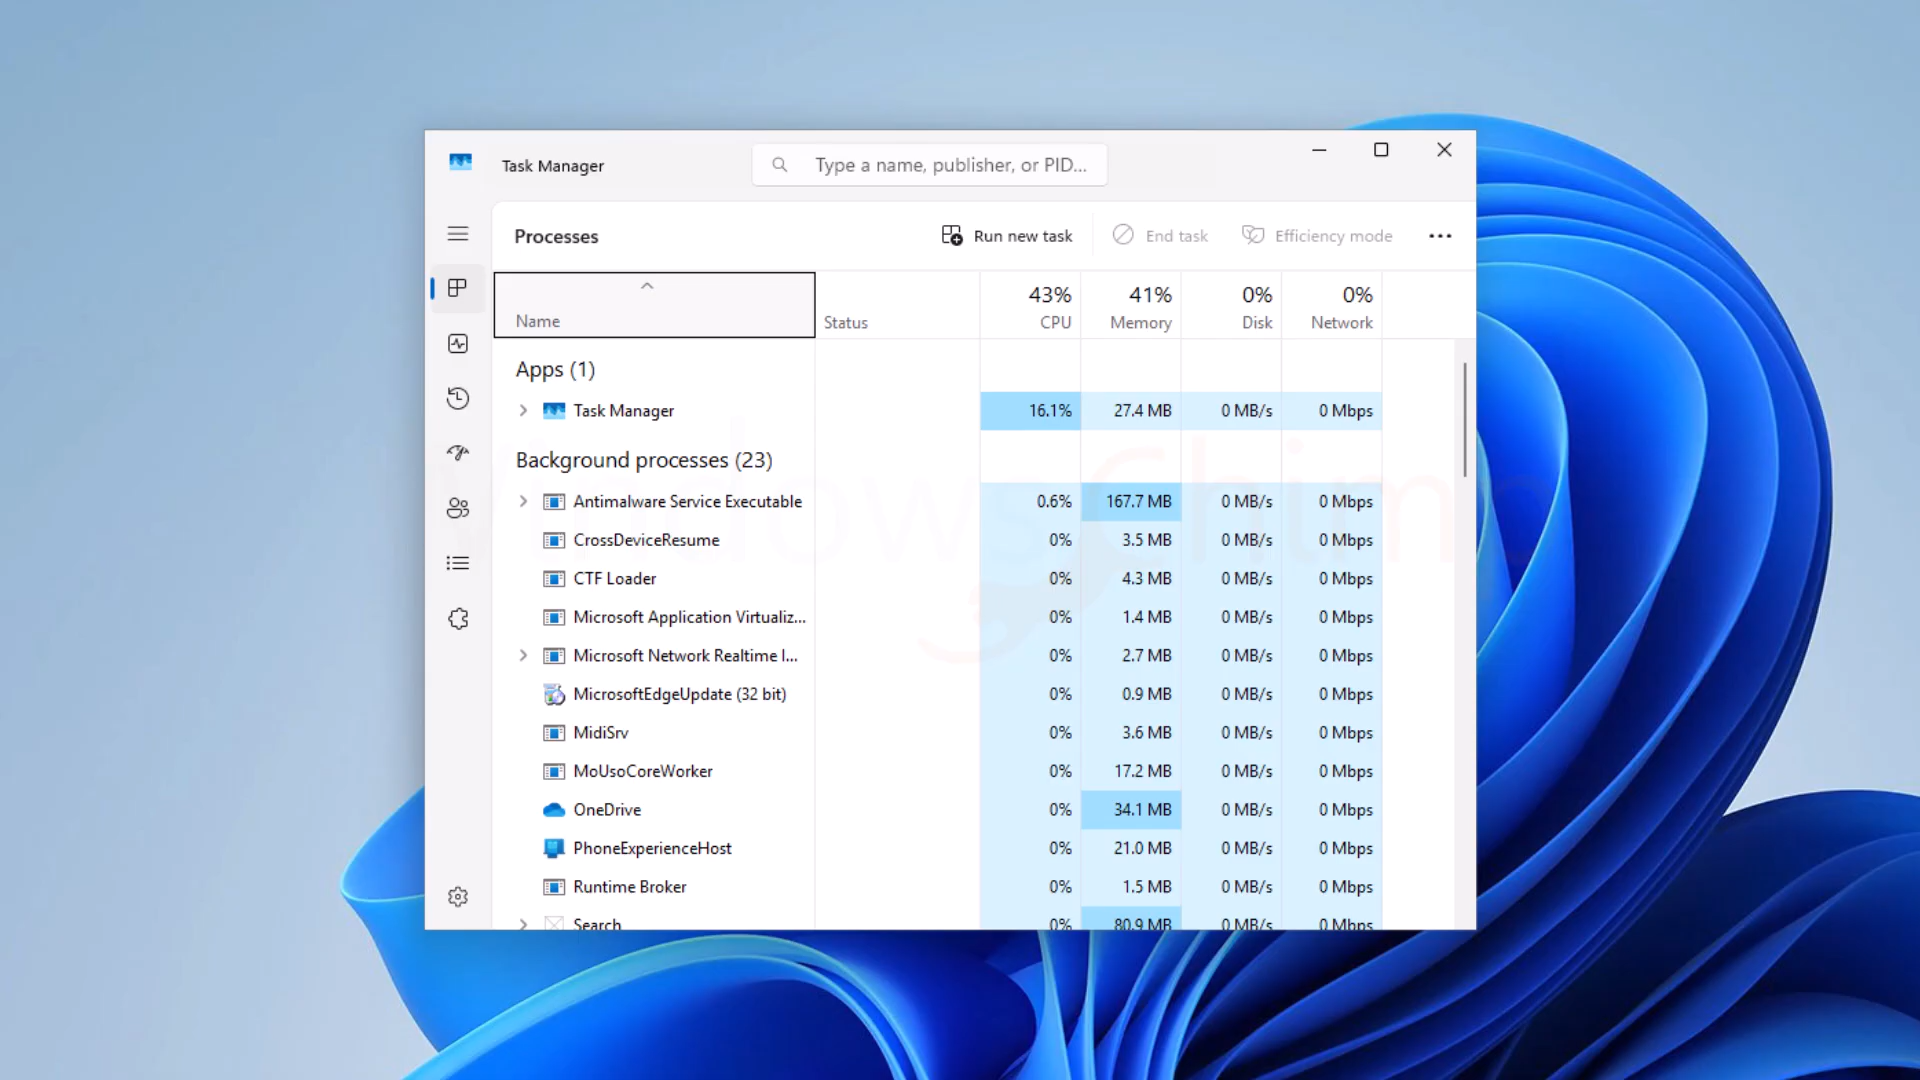 Task Manager
Type a name, publisher, or PID...
Processes
Run new task
End task
Efficiency mode
Name
Status
43% CPU
41% Memory
0% Disk
0% Network
Apps (1)
Task Manager 16.1% 27.4 MB 0 MB/s 0 Mbps
Background processes (23)
Antimalware Service Executable 0.6% 167.7 MB 0 MB/s 0 Mbps
CrossDeviceResume 0% 3.5 MB 0 MB/s 0 Mbps
CTF Loader 0% 4.3 MB 0 MB/s 0 Mbps
Microsoft Application Virtualiz... 0% 1.4 MB 0 MB/s 0 Mbps
Microsoft Network Realtime I... 0% 2.7 MB 0 MB/s 0 Mbps
MicrosoftEdgeUpdate (32 bit) 0% 0.9 MB 0 MB/s 0 Mbps
MidiSrv 0% 3.6 MB 0 MB/s 0 Mbps
MoUsoCoreWorker 0% 17.2 MB 0 MB/s 0 Mbps
OneDrive 0% 34.1 MB 0 MB/s 0 Mbps
PhoneExperienceHost 0% 21.0 MB 0 MB/s 0 Mbps
Runtime Broker 0% 1.5 MB 0 MB/s 0 Mbps
Search 0% 80.9 MB 0 MB/s 0 Mbps